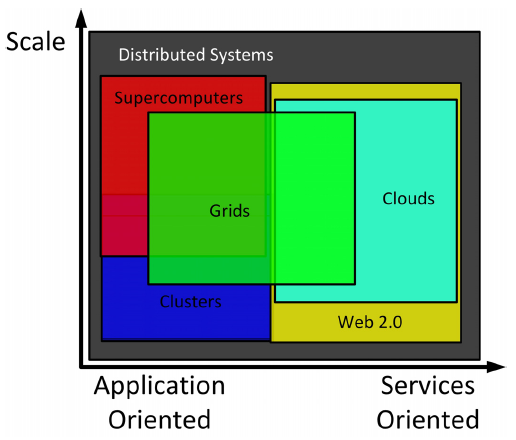 Scale
Distributed Systems
Supercomputers
Clouds
Grids
Clusters
Web 2.0
Application
Oriented
Services
Oriented